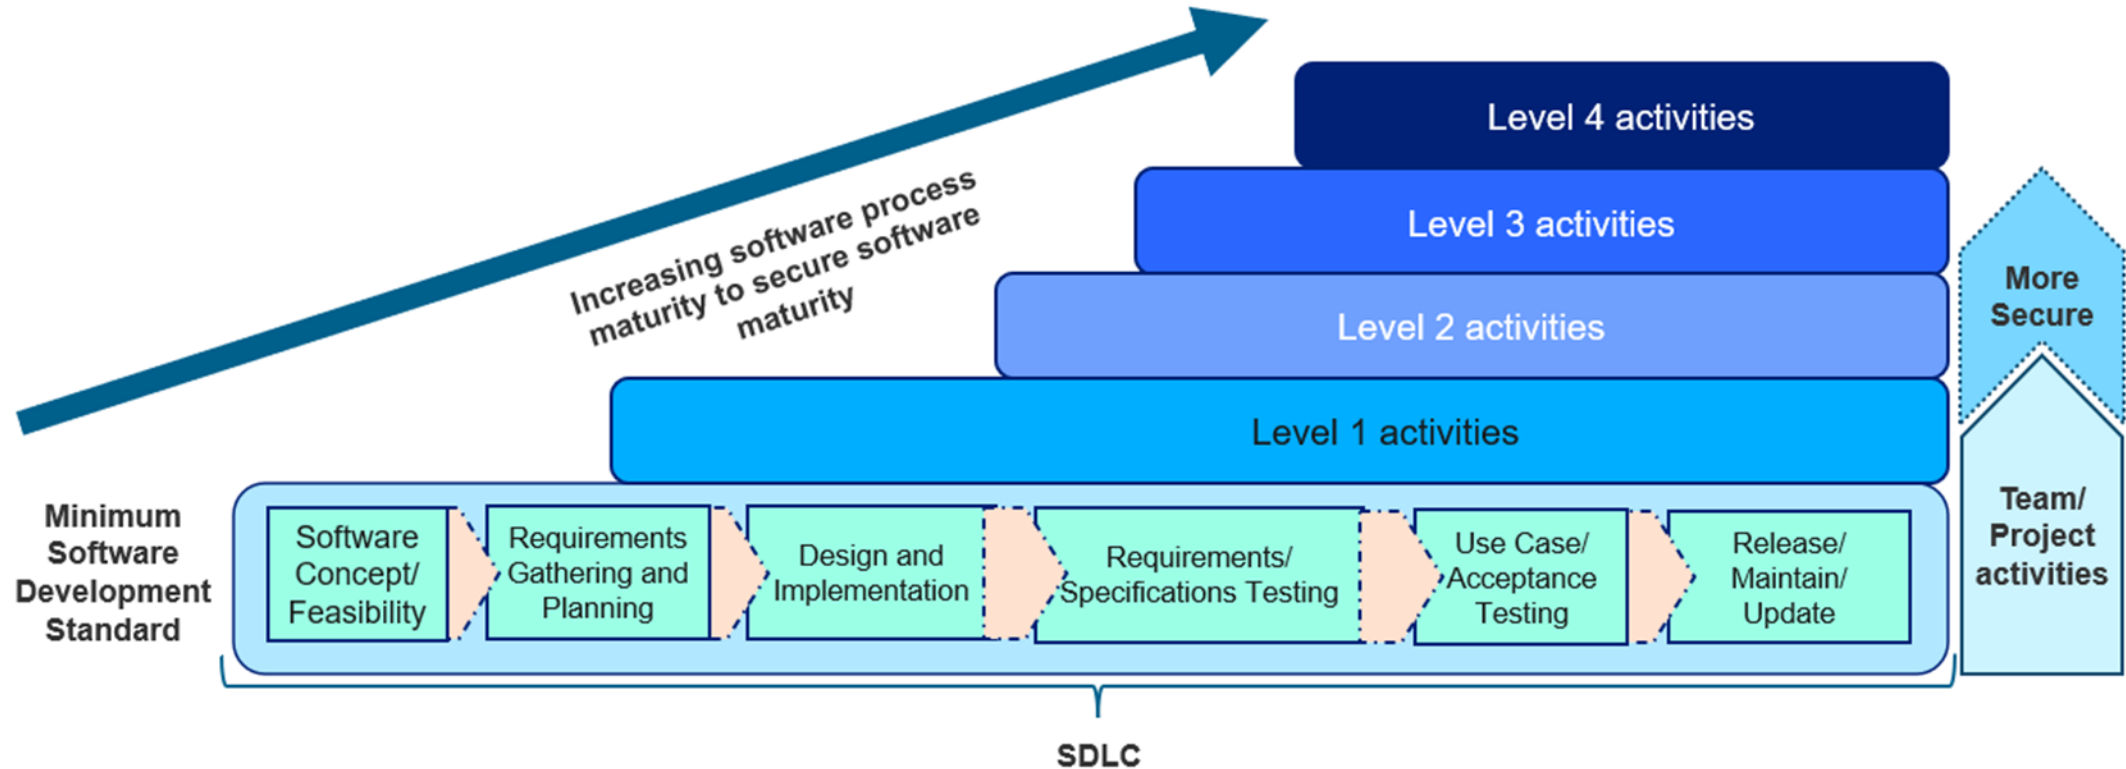 Level 4 activities
Increasing software process
maturity to secure software
maturity
Level 3 activities
Level 2 activities
Level 1 activities
More
Secure
Team/
Project
activities
Minimum
Software
Development
Standard
Software
Concept/
Feasibility
Requirements
Gathering and
Planning
Design and
Implementation
Requirements/
Specifications Testing
Use Case/
Acceptance
Testing
Release/
Maintain/
Update
SDLC